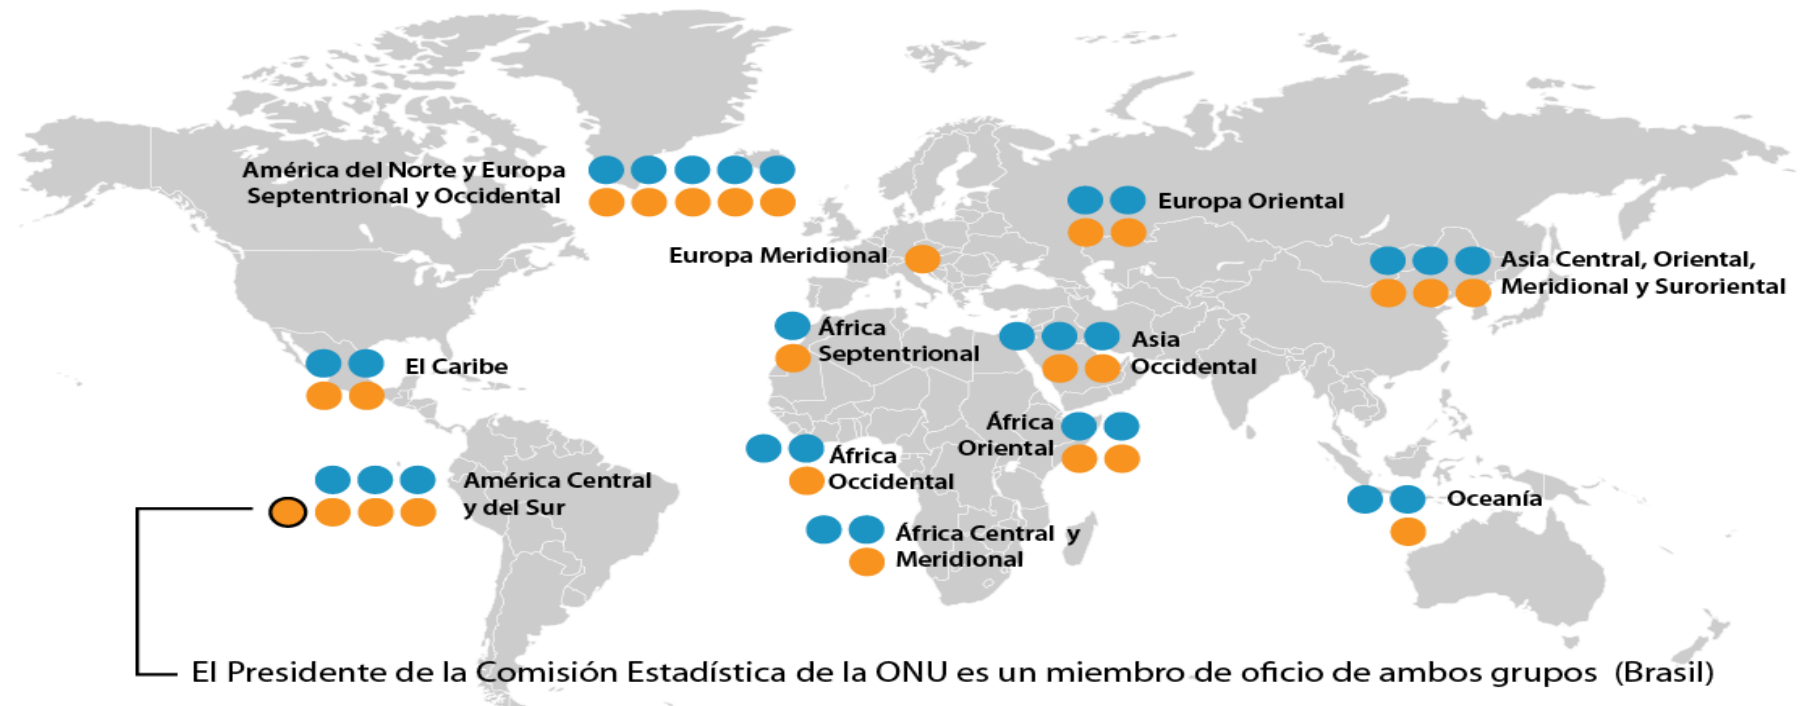 América del Norte y Europa
Septentrional y Occidental
Europa Oriental
Europa Meridional
Asia Central, Oriental,
Meridional y Suroriental
África
Septentrional
Asia
Occidental
El Caribe
África
Oriental
África
Occidental
América Central
y del Sur
Oceanía
África Central y
Meridional
El Presidente de la Comisión Estadística de la ONU es un miembro de oficio de ambos grupos (Brasil)